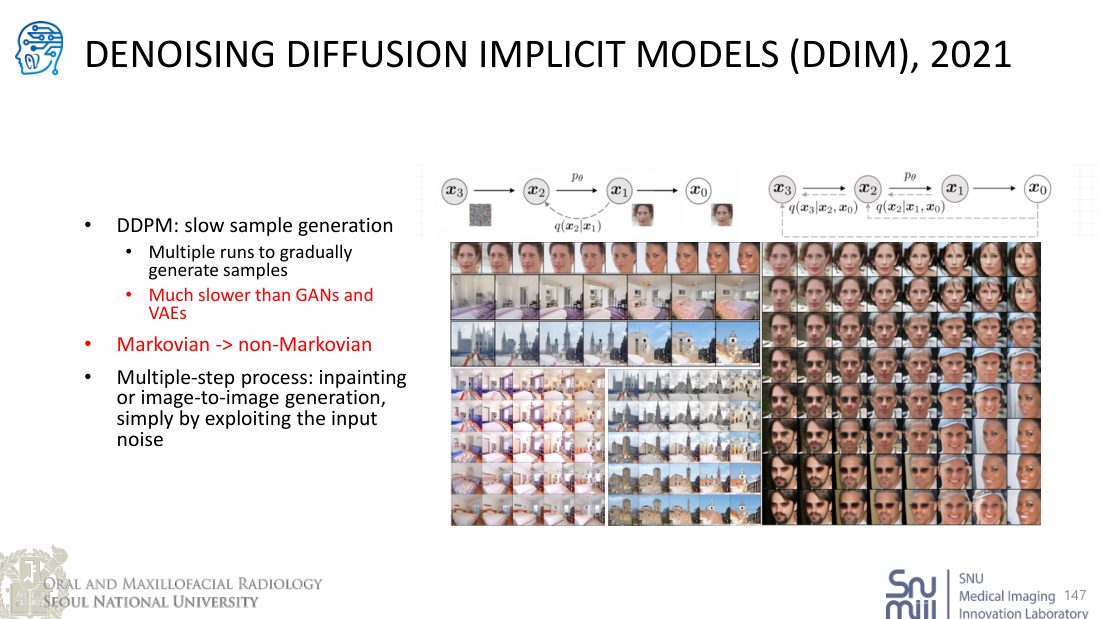 DENOISING DIFFUSION IMPLICIT MODELS (DDIM), 2021
• DDPM: slow sample generation
• Multiple runs to gradually
generate samples
• Much slower than GANs and
VAEs
• Markovian -> non-Markovian
• Multiple-step process: inpainting
or image-to-image generation,
simply by exploiting the input
noise
x₃ x₂ pθ x₁ x₀
q(x₂|x₁)
x₃ x₂ pθ x₁ x₀
q(x₃|x₂, x₀) q(x₂|x₁, x₀)
ORAL AND MAXILLOFACIAL RADIOLOGY
SEOUL NATIONAL UNIVERSITY
SNU
Medical Imaging
Innovation Laboratory
147